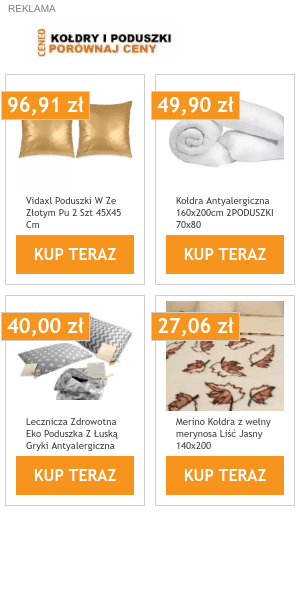 REKLAMA
CENEO
KOŁDRY I PODUSZKI
PORÓWNAJ CENY
96,91 zł
Vidaxl Poduszki W Ze
Złotym Pu 2 Szt 45X45
Cm
KUP TERAZ
49,90 zł
Kołdra Antyalergiczna
160x200cm 2PODUSZKI
70x80
KUP TERAZ
40,00 zł
Lecznicza Zdrowotna
Eko Poduszka Z Łuską
Gryki Antyalergiczna
KUP TERAZ
27,06 zł
Merino Kołdra z wełny
merynosa Liść Jasny
140x200
KUP TERAZ